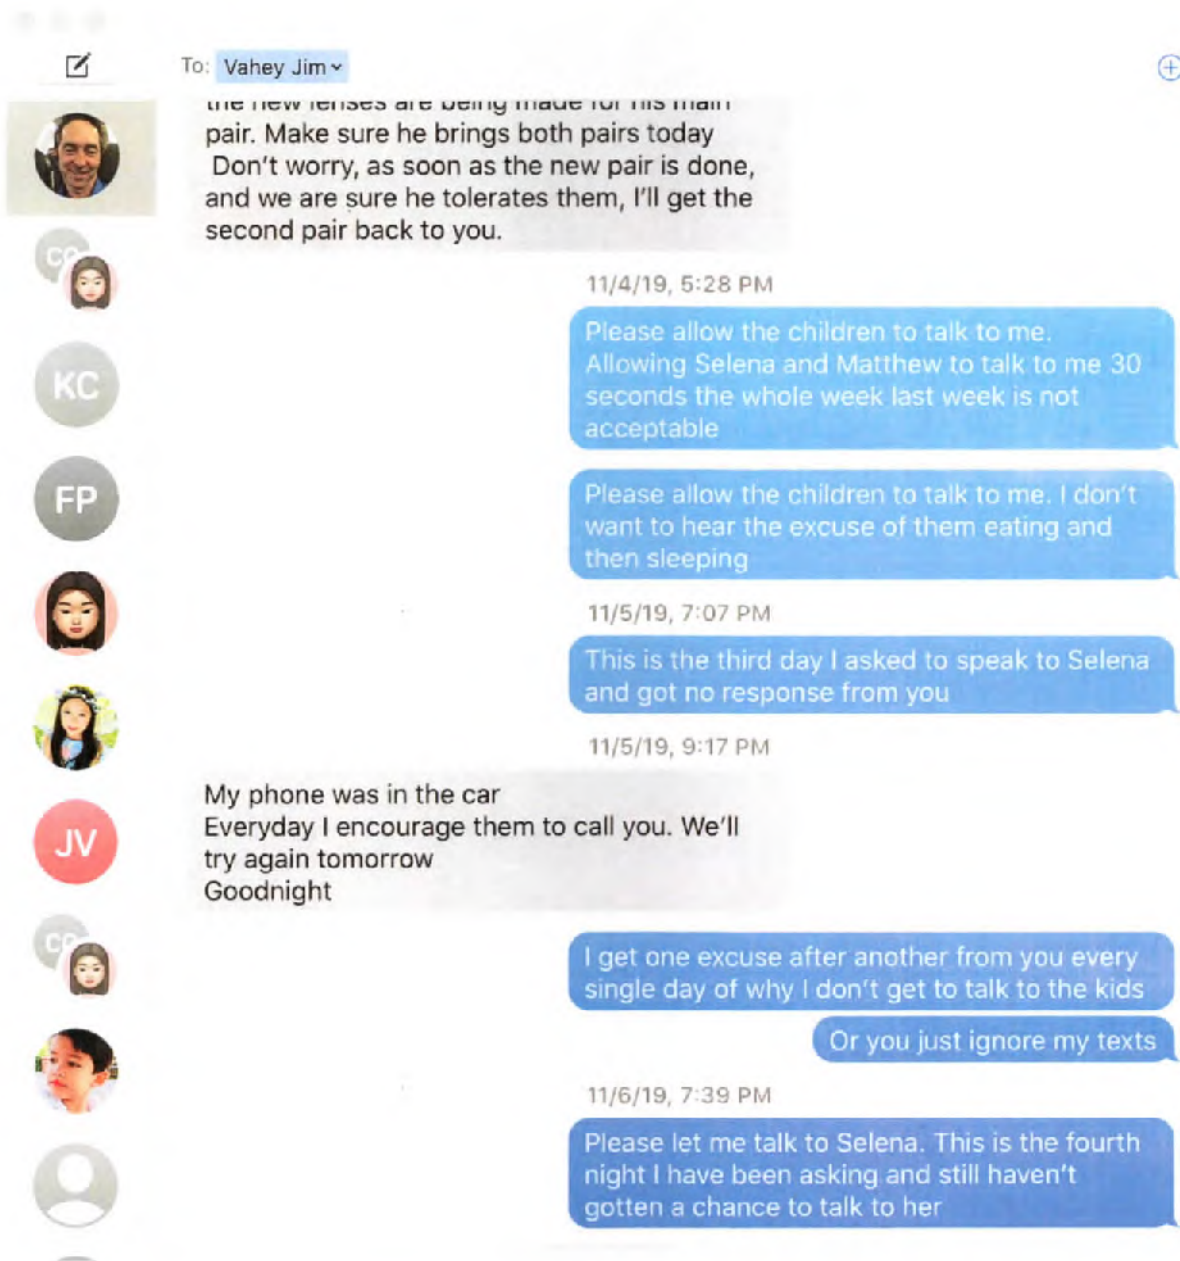 To: Vahey Jim
the new lenses are being made for his main
pair. Make sure he brings both pairs today
Don't worry, as soon as the new pair is done,
and we are sure he tolerates them, I'll get the
second pair back to you.
CO
11/4/19, 5:28 PM
Please allow the children to talk to me.
Allowing Selena and Matthew to talk to me 30
seconds the whole week last week is not
acceptable
KC
Please allow the children to talk to me. I don't
want to hear the excuse of them eating and
then sleeping
FP
11/5/19, 7:07 PM
This is the third day I asked to speak to Selena
and got no response from you
11/5/19, 9:17 PM
My phone was in the car
Everyday I encourage them to call you. We'll
try again tomorrow
Goodnight
JV
I get one excuse after another from you every
single day of why I don't get to talk to the kids
Or you just ignore my texts
11/6/19, 7:39 PM
Please let me talk to Selena. This is the fourth
night I have been asking and still haven't
gotten a chance to talk to her